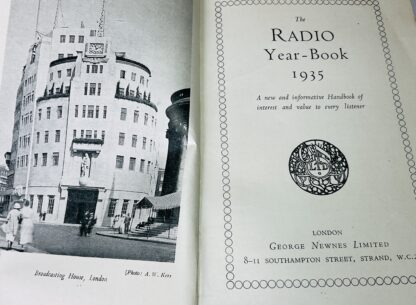 Broadcasting House, London
[Photo: A. W. Kerr
The
RADIO
Year-Book
1935
A new and informative Handbook of
interest and value to every listener
LONDON
GEORGE NEWNES LIMITED
8-11 SOUTHAMPTON STREET, STRAND, W.C.2